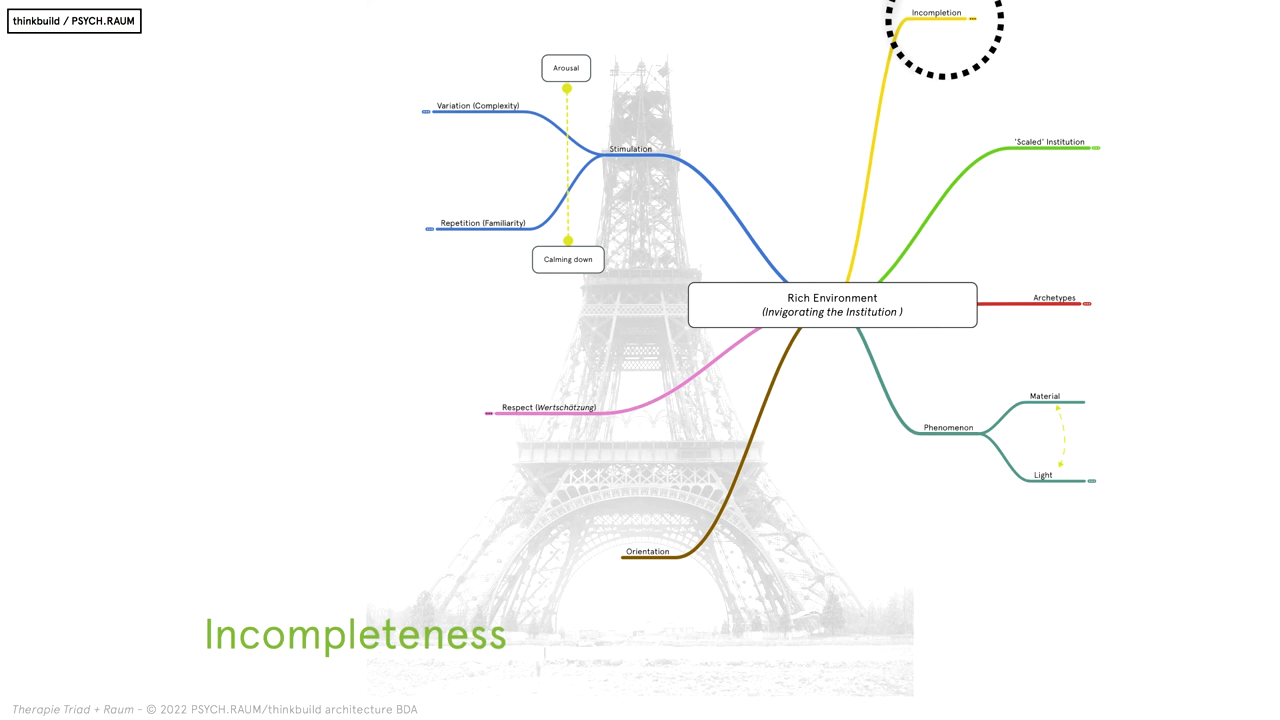 thinkbuild / PSYCH.RAUM
Incompletion
Arousal
Variation (Complexity)
'Scaled' Institution
Stimulation
Repetition (Familiarity)
Calming down
Rich Environment
(Invigorating the Institution )
Archetypes
Material
Respect (Wertschätzung)
Phenomenon
Light
Orientation
Incompleteness
Therapie Triad + Raum - © 2022 PSYCH.RAUM/thinkbuild architecture BDA